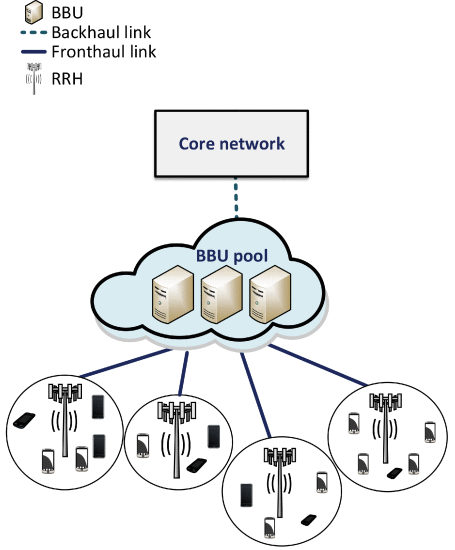 BBU
Backhaul link
Fronthaul link
RRH
Core network
BBU pool